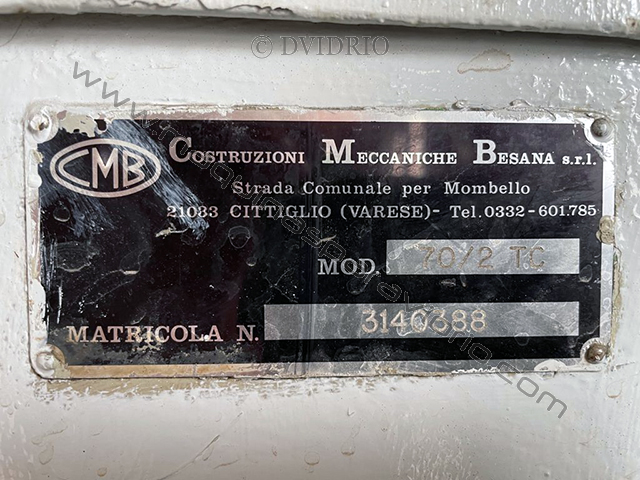 © DVIDRIO
CMB
COSTRUZIONI MECCANICHE BESANA s.r.l.
Strada Comunale per Mombello
21033 CITTIGLIO (VARESE)- Tel.0332-601.785
MOD. 70/2 TC
MATRICOLA N. 3140388